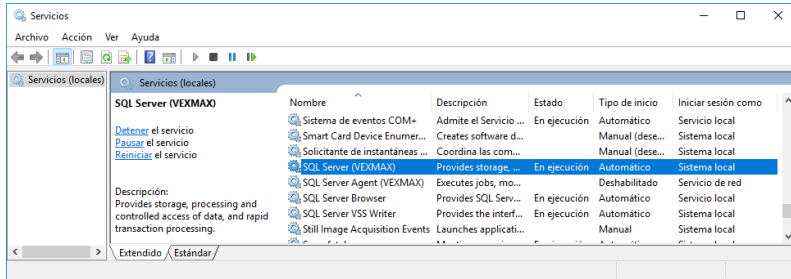 Servicios
Archivo Acción Ver Ayuda
Servicios (locales)
Servicios (locales)
SQL Server (VEXMAX)
Detener el servicio
Pausar el servicio
Reiniciar el servicio
Descripción:
Provides storage, processing and
controlled access of data, and rapid
transaction processing.
Nombre Descripción Estado Tipo de inicio Iniciar sesión como
Sistema de eventos COM+ Admite el Servicio ... En ejecución Automático Servicio local
Smart Card Device Enumer... Creates software d... Manual (dese... Sistema local
Solicitante de instantáneas ... Coordina las com... Manual (dese... Sistema local
SQL Server (VEXMAX) Provides storage, ... En ejecución Automático Sistema local
SQL Server Agent (VEXMAX) Executes jobs, mo... Deshabilitado Servicio de red
SQL Server Browser Provides SQL Serv... En ejecución Automático Sistema local
SQL Server VSS Writer Provides the interf... En ejecución Automático Sistema local
Still Image Acquisition Events Launches applicati... Manual Sistema local
Extendido Estándar